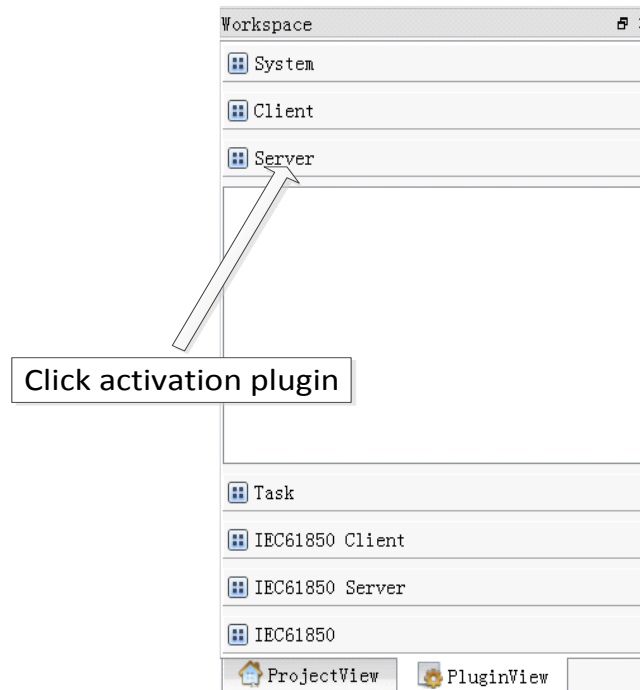 Workspace
System
Client
Server
Click activation plugin
Task
IEC61850 Client
IEC61850 Server
IEC61850
ProjectView PluginView